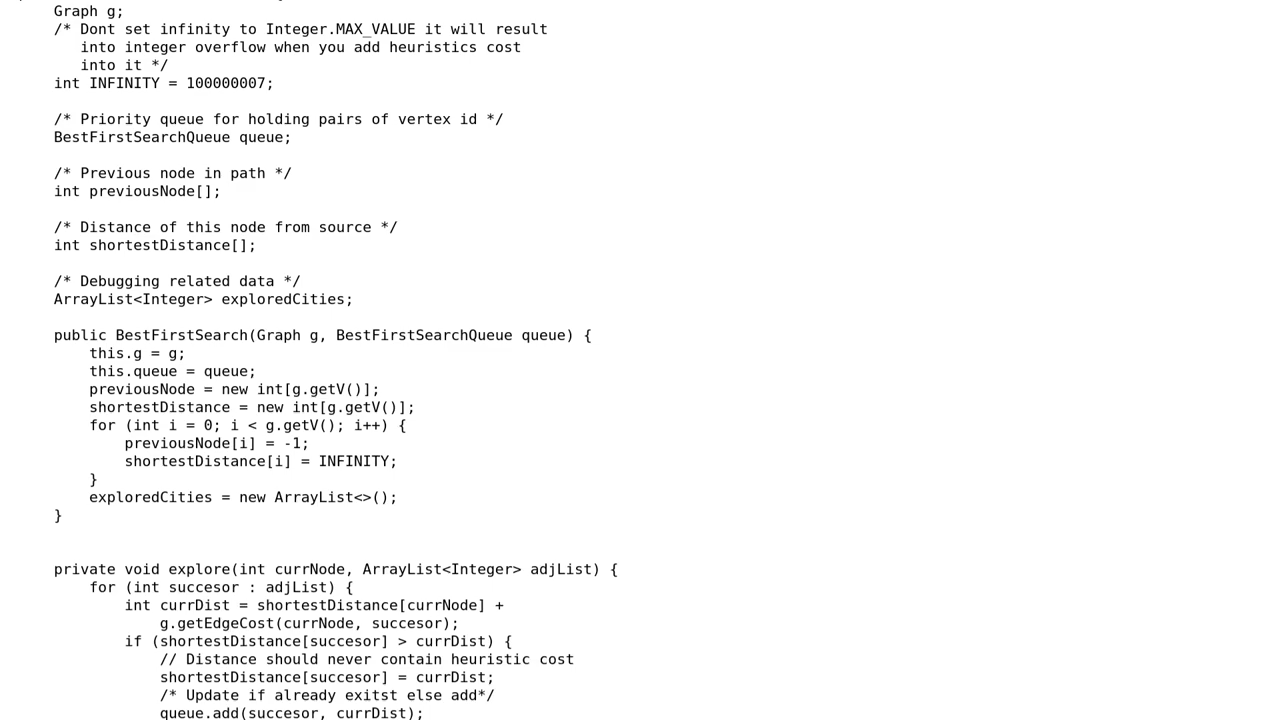 Graph g;
/* Dont set infinity to Integer.MAX_VALUE it will result
into integer overflow when you add heuristics cost
into it */
int INFINITY = 100000007;
/* Priority queue for holding pairs of vertex id */
BestFirstSearchQueue queue;
/* Previous node in path */
int previousNode[];
/* Distance of this node from source */
int shortestDistance[];
/* Debugging related data */
ArrayList<Integer> exploredCities;
public BestFirstSearch(Graph g, BestFirstSearchQueue queue) {
this.g = g;
this.queue = queue;
previousNode = new int[g.getV()];
shortestDistance = new int[g.getV()];
for (int i = 0; i < g.getV(); i++) {
previousNode[i] = -1;
shortestDistance[i] = INFINITY;
}
exploredCities = new ArrayList<>();
}
private void explore(int currNode, ArrayList<Integer> adjList) {
for (int succesor : adjList) {
int currDist = shortestDistance[currNode] +
g.getEdgeCost(currNode, succesor);
if (shortestDistance[succesor] > currDist) {
// Distance should never contain heuristic cost
shortestDistance[succesor] = currDist;
/* Update if already exitst else add*/
queue.add(succesor, currDist);